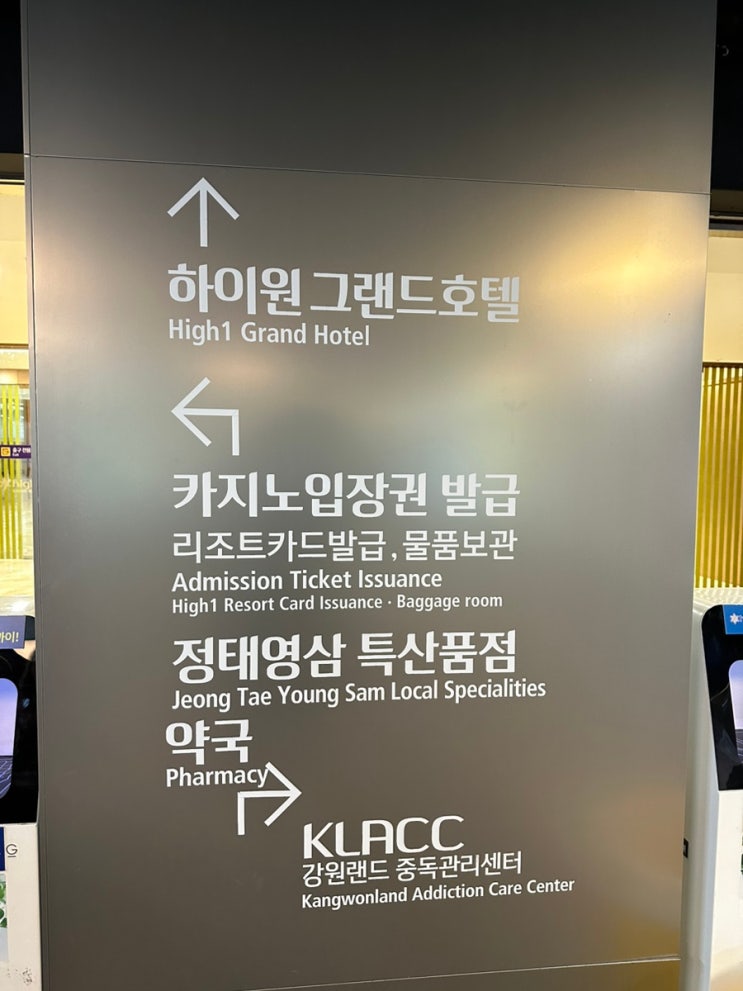 하이원 그랜드호텔
High1 Grand Hotel
카지노입장권 발급
리조트카드발급, 물품보관
Admission Ticket Issuance
High1 Resort Card Issuance · Baggage room
정태영삼 특산품점
Jeong Tae Young Sam Local Specialities
약국
Pharmacy
KLACC
강원랜드 중독관리센터
Kangwonland Addiction Care Center